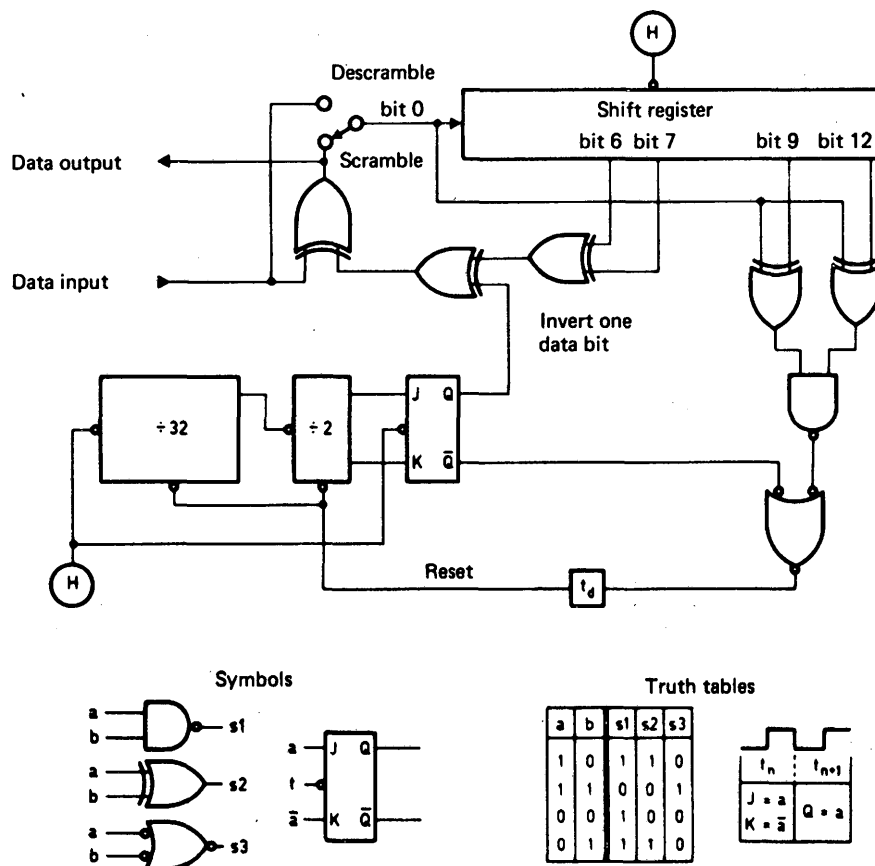 H
Descramble
bit 0
Shift register
bit 6 bit 7 bit 9 bit 12
Data output
Scramble
Data input
Invert one
data bit
÷ 32
÷ 2
J Q
K Q̄
Q̄
H
Reset
t_d
Symbols
Truth tables
a
b
s1
a
b
s2
a
b
s3
a J Q
t
ā K Q̄
a b s1 s2 s3
1 0 1 1 0
1 1 0 0 1
0 0 1 0 0
0 1 1 1 0
t_n t_n+1
J = a
K = ā
Q = a